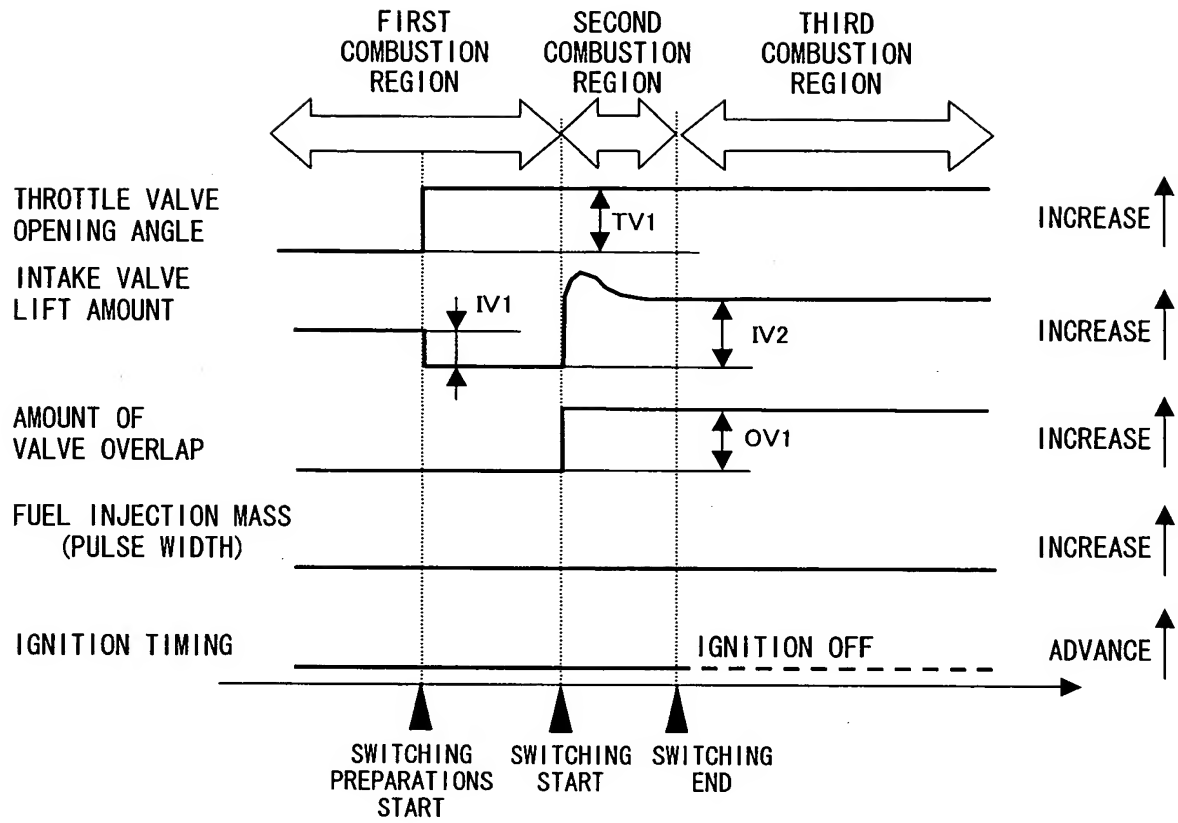 FIRST
COMBUSTION
REGION
SECOND
COMBUSTION
REGION
THIRD
COMBUSTION
REGION
THROTTLE VALVE
OPENING ANGLE
TV1
INCREASE
INTAKE VALVE
LIFT AMOUNT
IV1
IV2
INCREASE
AMOUNT OF
VALVE OVERLAP
OV1
INCREASE
FUEL INJECTION MASS
(PULSE WIDTH)
INCREASE
IGNITION TIMING
IGNITION OFF
ADVANCE
SWITCHING
PREPARATIONS
START
SWITCHING
START
SWITCHING
END